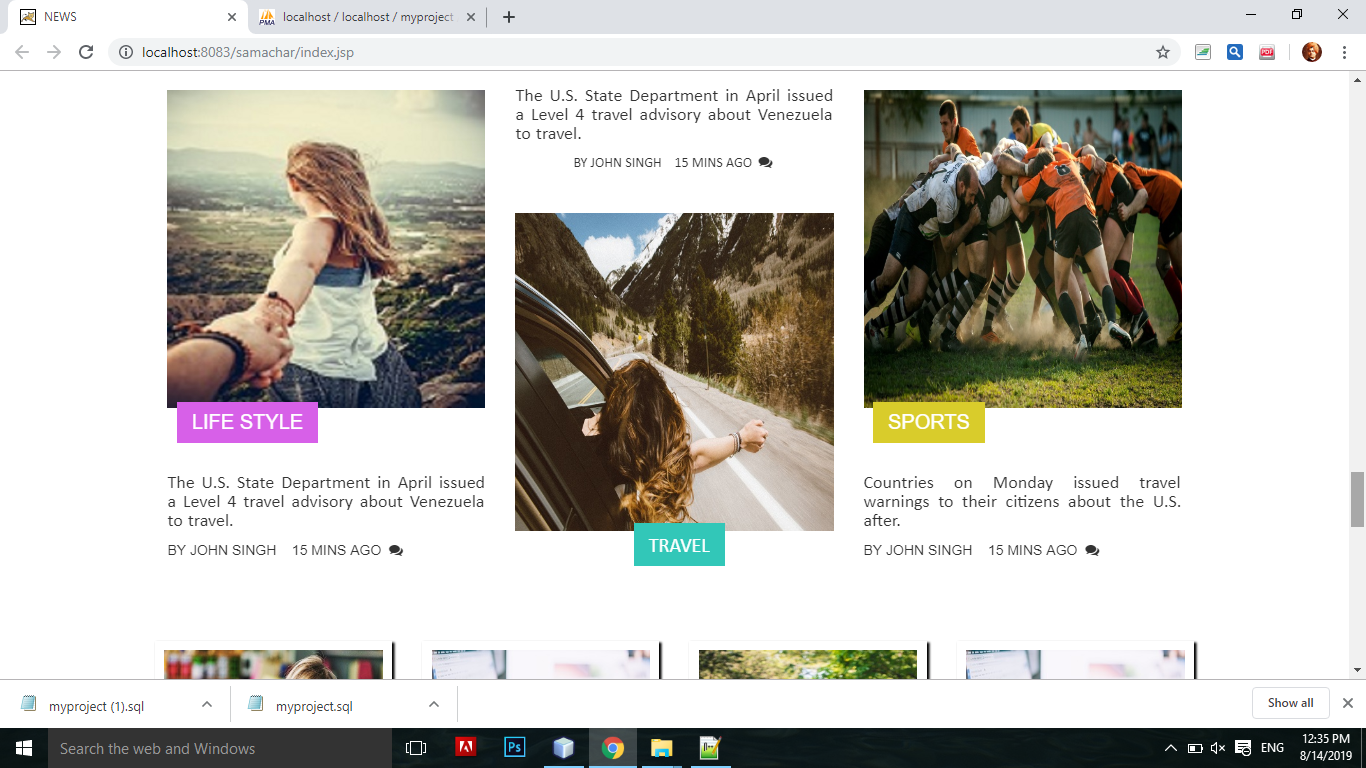 NEWS
localhost / localhost / myproject
localhost:8083/samachar/index.jsp
LIFE STYLE
The U.S. State Department in April issued
a Level 4 travel advisory about Venezuela
to travel.
BY JOHN SINGH 15 MINS AGO
The U.S. State Department in April issued
a Level 4 travel advisory about Venezuela
to travel.
BY JOHN SINGH 15 MINS AGO
TRAVEL
SPORTS
Countries on Monday issued travel
warnings to their citizens about the U.S.
after.
BY JOHN SINGH 15 MINS AGO
myproject (1).sql
myproject.sql
Show all
Search the web and Windows
ENG
12:35 PM
8/14/2019